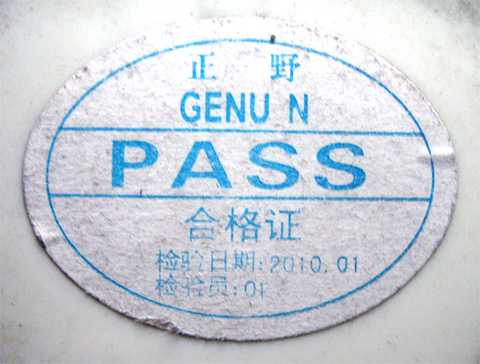 正 野
GENU N
PASS
合格证
检验日期:2010.01
检验员:01